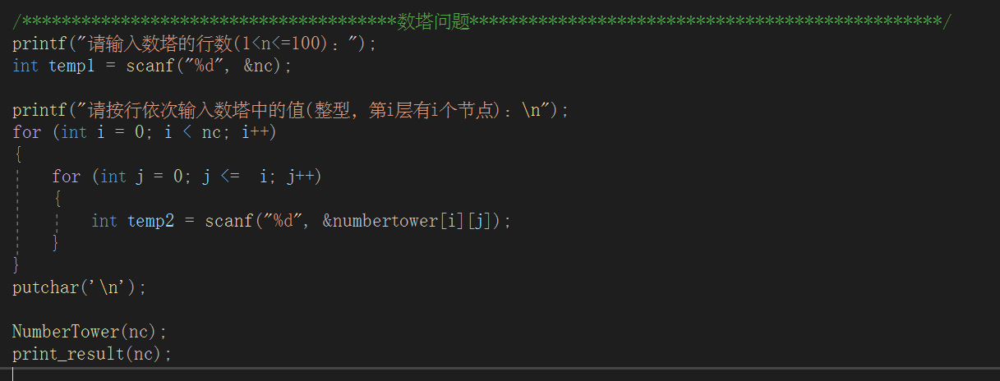 /**************************************数塔问题************************************************/
printf("请输入数塔的行数(1<n<=100)：");
int temp1 = scanf("%d", &nc);
printf("请按行依次输入数塔中的值(整型，第i层有i个节点)：\n");
for (int i = 0; i < nc; i++)
{
for (int j = 0; j <=  i; j++)
{
int temp2 = scanf("%d", &numbertower[i][j]);
}
}
putchar('\n');
NumberTower(nc);
print_result(nc);